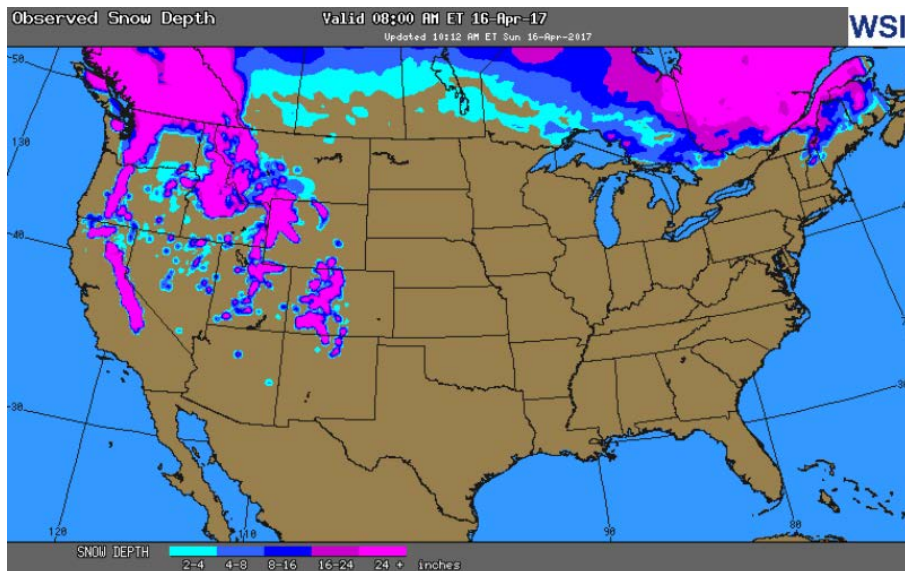 Observed Snow Depth
Valid 08:00 AM ET 16-Apr-17
WSI
Updated 10:12 AM ET Sun 16-Apr-2017
50
130
40
30
120
110
90
80
SNOW DEPTH
2-4 4-8 8-16 16-24 24 + inches